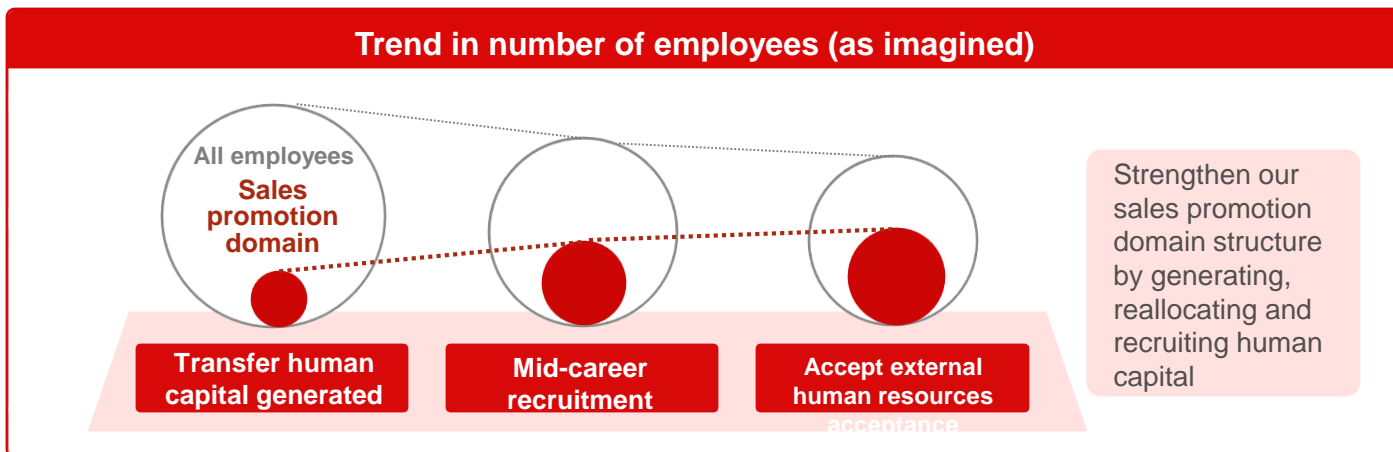 Trend in number of employees (as imagined)
All employees
Sales
promotion
domain
Transfer human
capital generated
Mid-career
recruitment
Accept external
human resources
acceptance
Strengthen our
sales promotion
domain structure
by generating,
reallocating and
recruiting human
capital